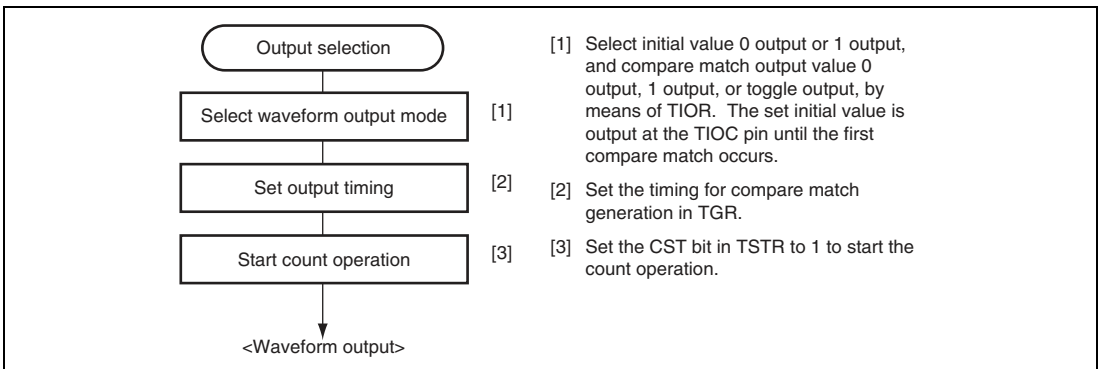 Output selection
Select waveform output mode [1]
Set output timing [2]
Start count operation [3]
<Waveform output>
[1] Select initial value 0 output or 1 output,
and compare match output value 0
output, 1 output, or toggle output, by
means of TIOR. The set initial value is
output at the TIOC pin until the first
compare match occurs.
[2] Set the timing for compare match
generation in TGR.
[3] Set the CST bit in TSTR to 1 to start the
count operation.